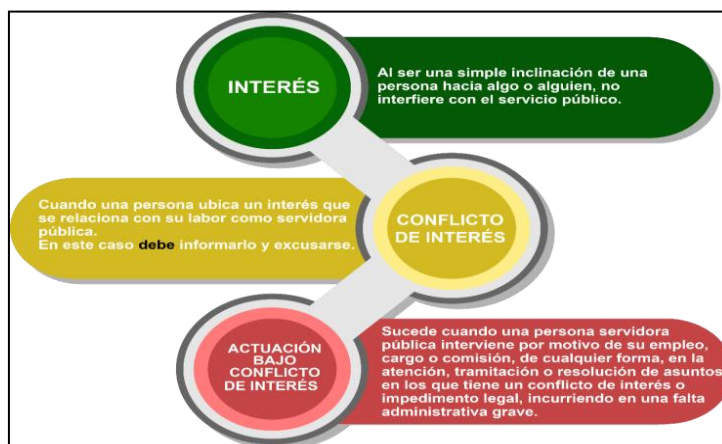 INTERÉS
Al ser una simple inclinación de una
persona hacia algo o alguien, no
interfiere con el servicio público.
Cuando una persona ubica un interés que
se relaciona con su labor como servidora
pública.
En este caso debe informarlo y excusarse.
CONFLICTO
DE INTERÉS
ACTUACIÓN
BAJO
CONFLICTO
DE INTERÉS
Sucede cuando una persona servidora
pública interviene por motivo de su empleo,
cargo o comisión, de cualquier forma, en la
atención, tramitación o resolución de asuntos
en los que tiene un conflicto de interés o
impedimento legal, incurriendo en una falta
administrativa grave.